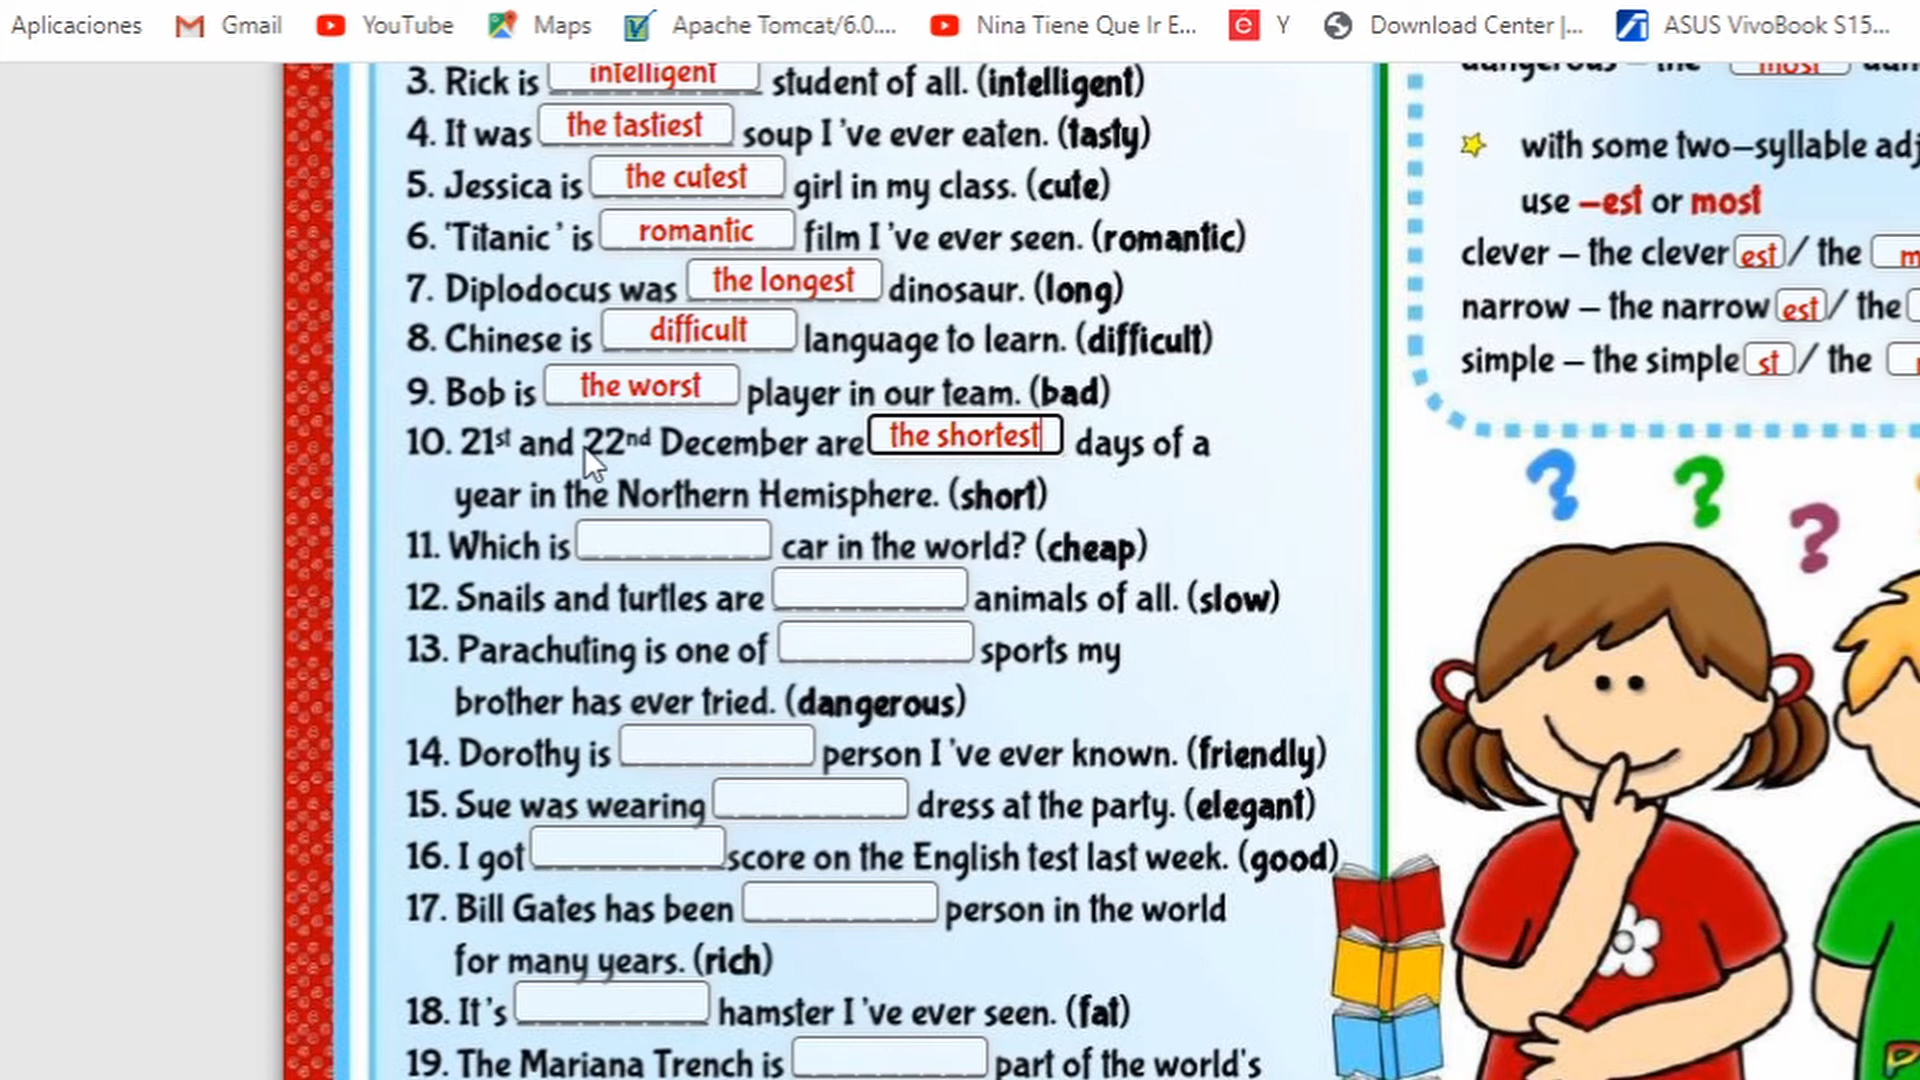 Aplicaciones Gmail YouTube Maps Apache Tomcat/6.0.... Nina Tiene Que Ir E... Y Download Center |... ASUS VivoBook S15...
3. Rick is intelligent student of all. (intelligent)
4. It was the tastiest soup I've ever eaten. (tasty)
5. Jessica is the cutest girl in my class. (cute)
6. 'Titanic' is romantic film I've ever seen. (romantic)
7. Diplodocus was the longest dinosaur. (long)
8. Chinese is difficult language to learn. (difficult)
9. Bob is the worst player in our team. (bad)
10. 21st and 22nd December are the shortest days of a
year in the Northern Hemisphere. (short)
11. Which is car in the world? (cheap)
12. Snails and turtles are animals of all. (slow)
13. Parachuting is one of sports my
brother has ever tried. (dangerous)
14. Dorothy is person I've ever known. (friendly)
15. Sue was wearing dress at the party. (elegant)
16. I got score on the English test last week. (good)
17. Bill Gates has been person in the world
for many years. (rich)
18. It's hamster I've ever seen. (fat)
19. The Mariana Trench is part of the world's
dangerous – the most
with some two–syllable adj
use –est or most
clever – the clever est / the m
narrow – the narrow est / the
simple – the simple st / the
? ? ?